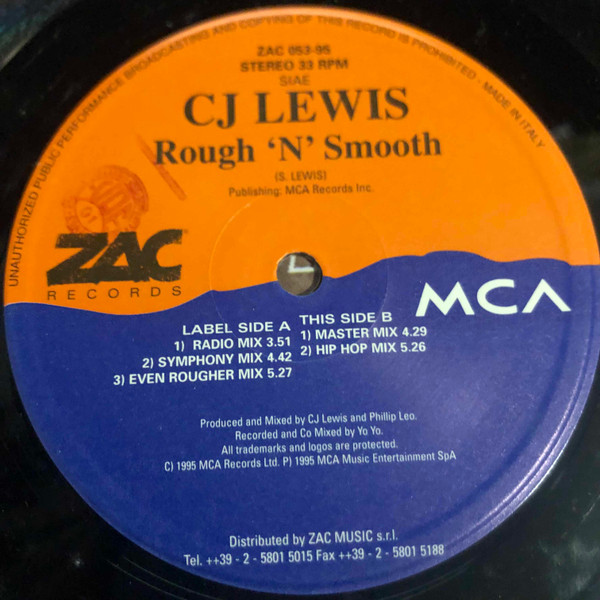 UNAUTHORIZED PUBLIC PERFORMANCE BROADCASTING AND COPYING OF THIS RECORD IS PROHIBITED - MADE IN ITALY
ZAC 053-95
STEREO 33 RPM
SIAE
CJ LEWIS
Rough 'N' Smooth
(S. LEWIS)
Publishing: MCA Records Inc.
ZAC
RECORDS
MCA
LABEL SIDE A
1) RADIO MIX 3.51
2) SYMPHONY MIX 4.42
3) EVEN ROUGHER MIX 5.27
THIS SIDE B
1) MASTER MIX 4.29
2) HIP HOP MIX 5.26
Produced and Mixed by CJ Lewis and Phillip Leo.
Recorded and Co Mixed by Yo Yo.
All trademarks and logos are protected.
C) 1995 MCA Records Ltd. P) 1995 MCA Music Entertainment SpA
Distributed by ZAC MUSIC s.r.l.
Tel. ++39 - 2 - 5801 5015 Fax ++39 - 2 - 5801 5188